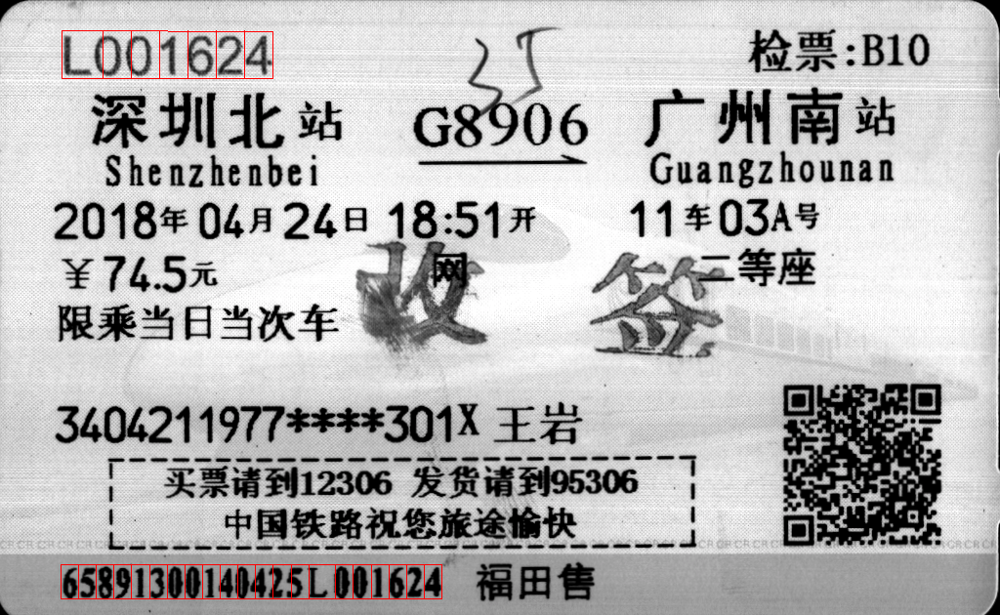 L001624
检票:B10
深圳北站 G8906 广州南站
Shenzhenbei Guangzhounan
2018年04月24日 18:51开 11车03A号
￥74.5元 网 二等座
限乘当日当次车
改签
3404211977****301X 王岩
买票请到12306 发货请到95306
中国铁路祝您旅途愉快
65891300140425L001624 福田售